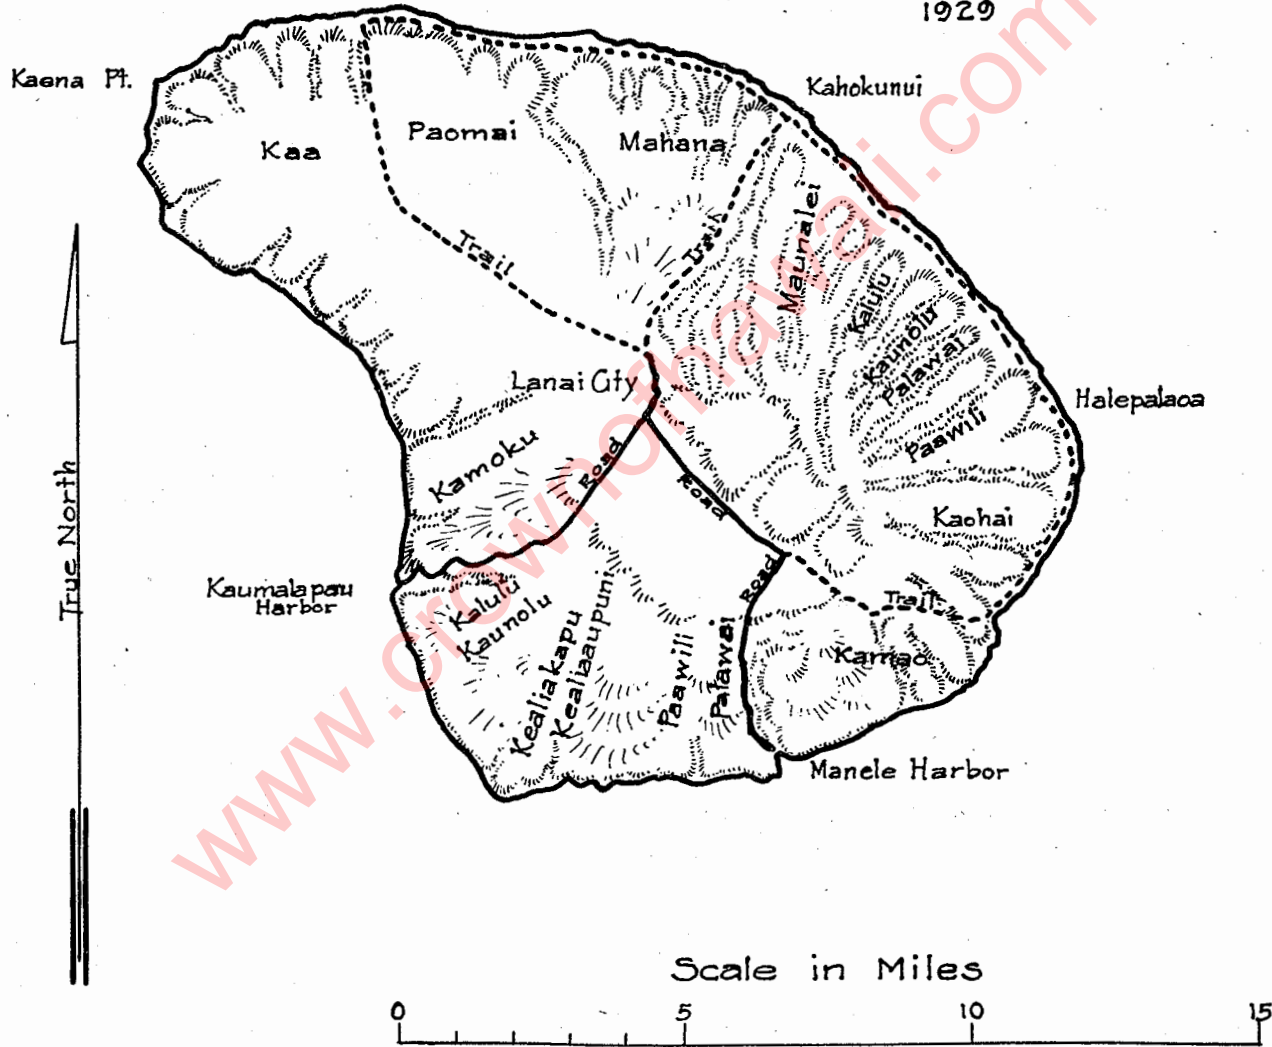 1929
Kaena Pt.
Kahokunui
Kaa
Paomai
Mahana
Trail
Trail
Maunalei
Kalulu
Kaunolu
Palawai
Paawili
Halepalaoa
Lanai City
Kamoku
Road
Road
Kaohai
True North
Kaumalapau
Harbor
Kalulu
Kaunolu
Kealiakapu
Kealiaaupuni
Paawili
Palawai
Road
Trail
Kamao
Manele Harbor
Scale in Miles
0 5 10 15
www.crownofhawaii.com